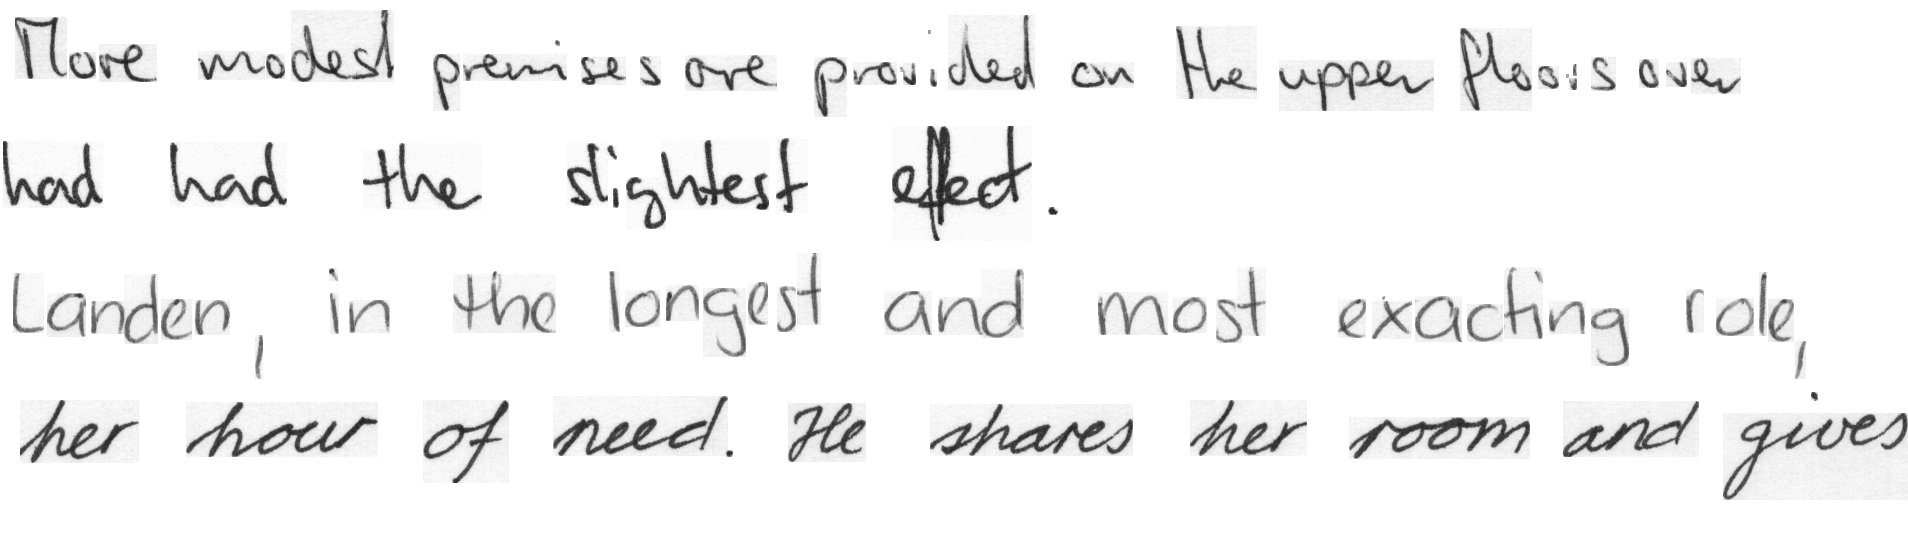 More modest premises are provided on the upper floors over
had had the slightest effect.
Landen, in the longest and most exacting role,
her hour of need. He shares her room and gives